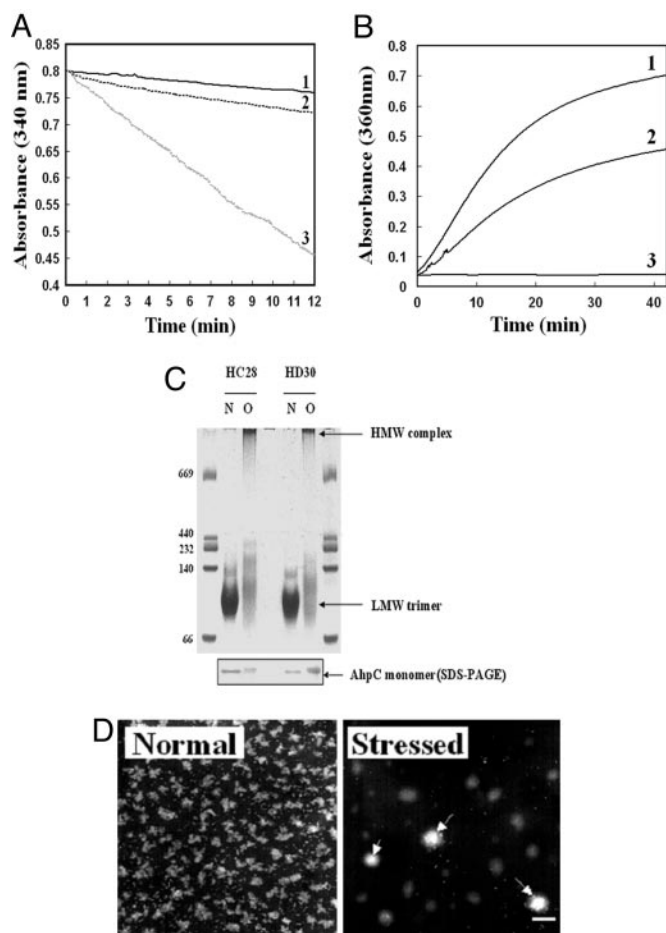 A
B
Absorbance (340 nm)
0.85
0.8
0.75
0.7
0.65
0.6
0.55
0.5
0.45
0.4
1
2
3
0 1 2 3 4 5 6 7 8 9 10 11 12
Time (min)
Absorbance (360nm)
0.8
0.7
0.6
0.5
0.4
0.3
0.2
0.1
0
1
2
3
0 10 20 30 40
Time (min)
C
HC28 HD30
N O N O
HMW complex
669
440
232
140
LMW trimer
66
AhpC monomer(SDS-PAGE)
D
Normal
Stressed